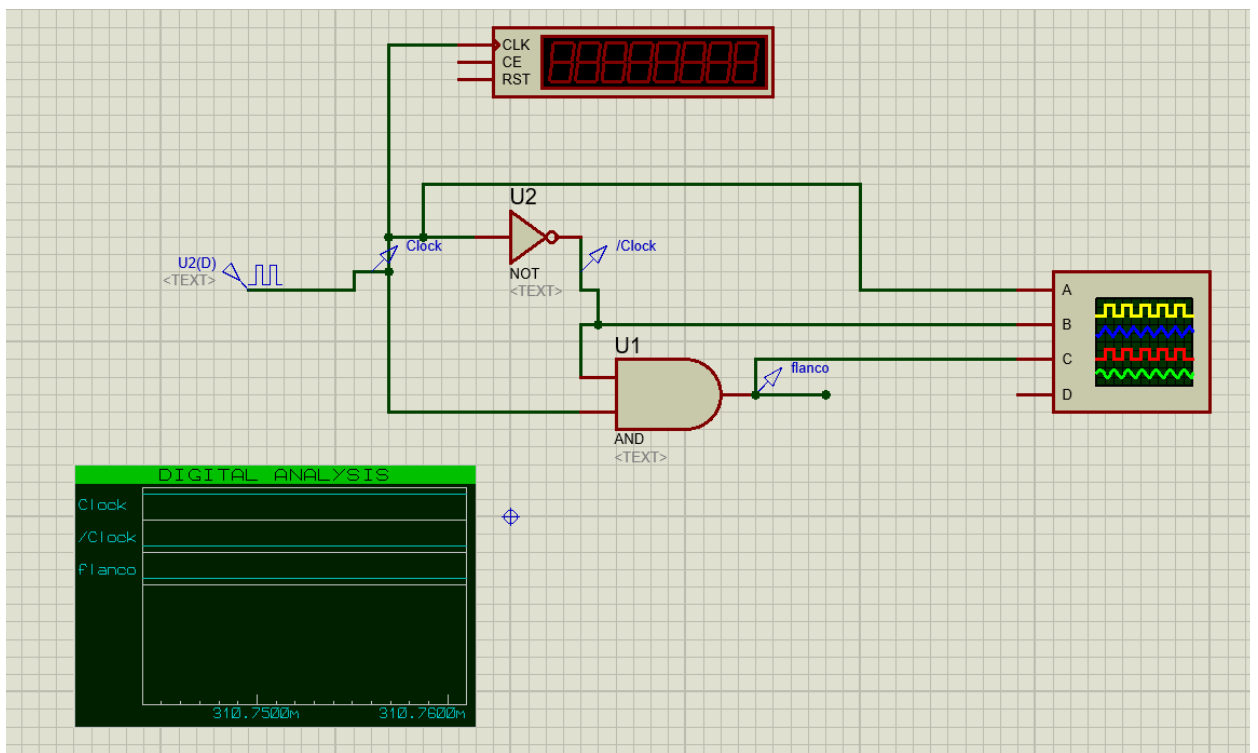 CLK
CE
RST
U2
U2(D)
<TEXT>
Clock
/Clock
NOT
<TEXT>
A
B
C
D
U1
flanco
AND
<TEXT>
DIGITAL ANALYSIS
Clock
/Clock
flanco
310.7500m
310.7600m